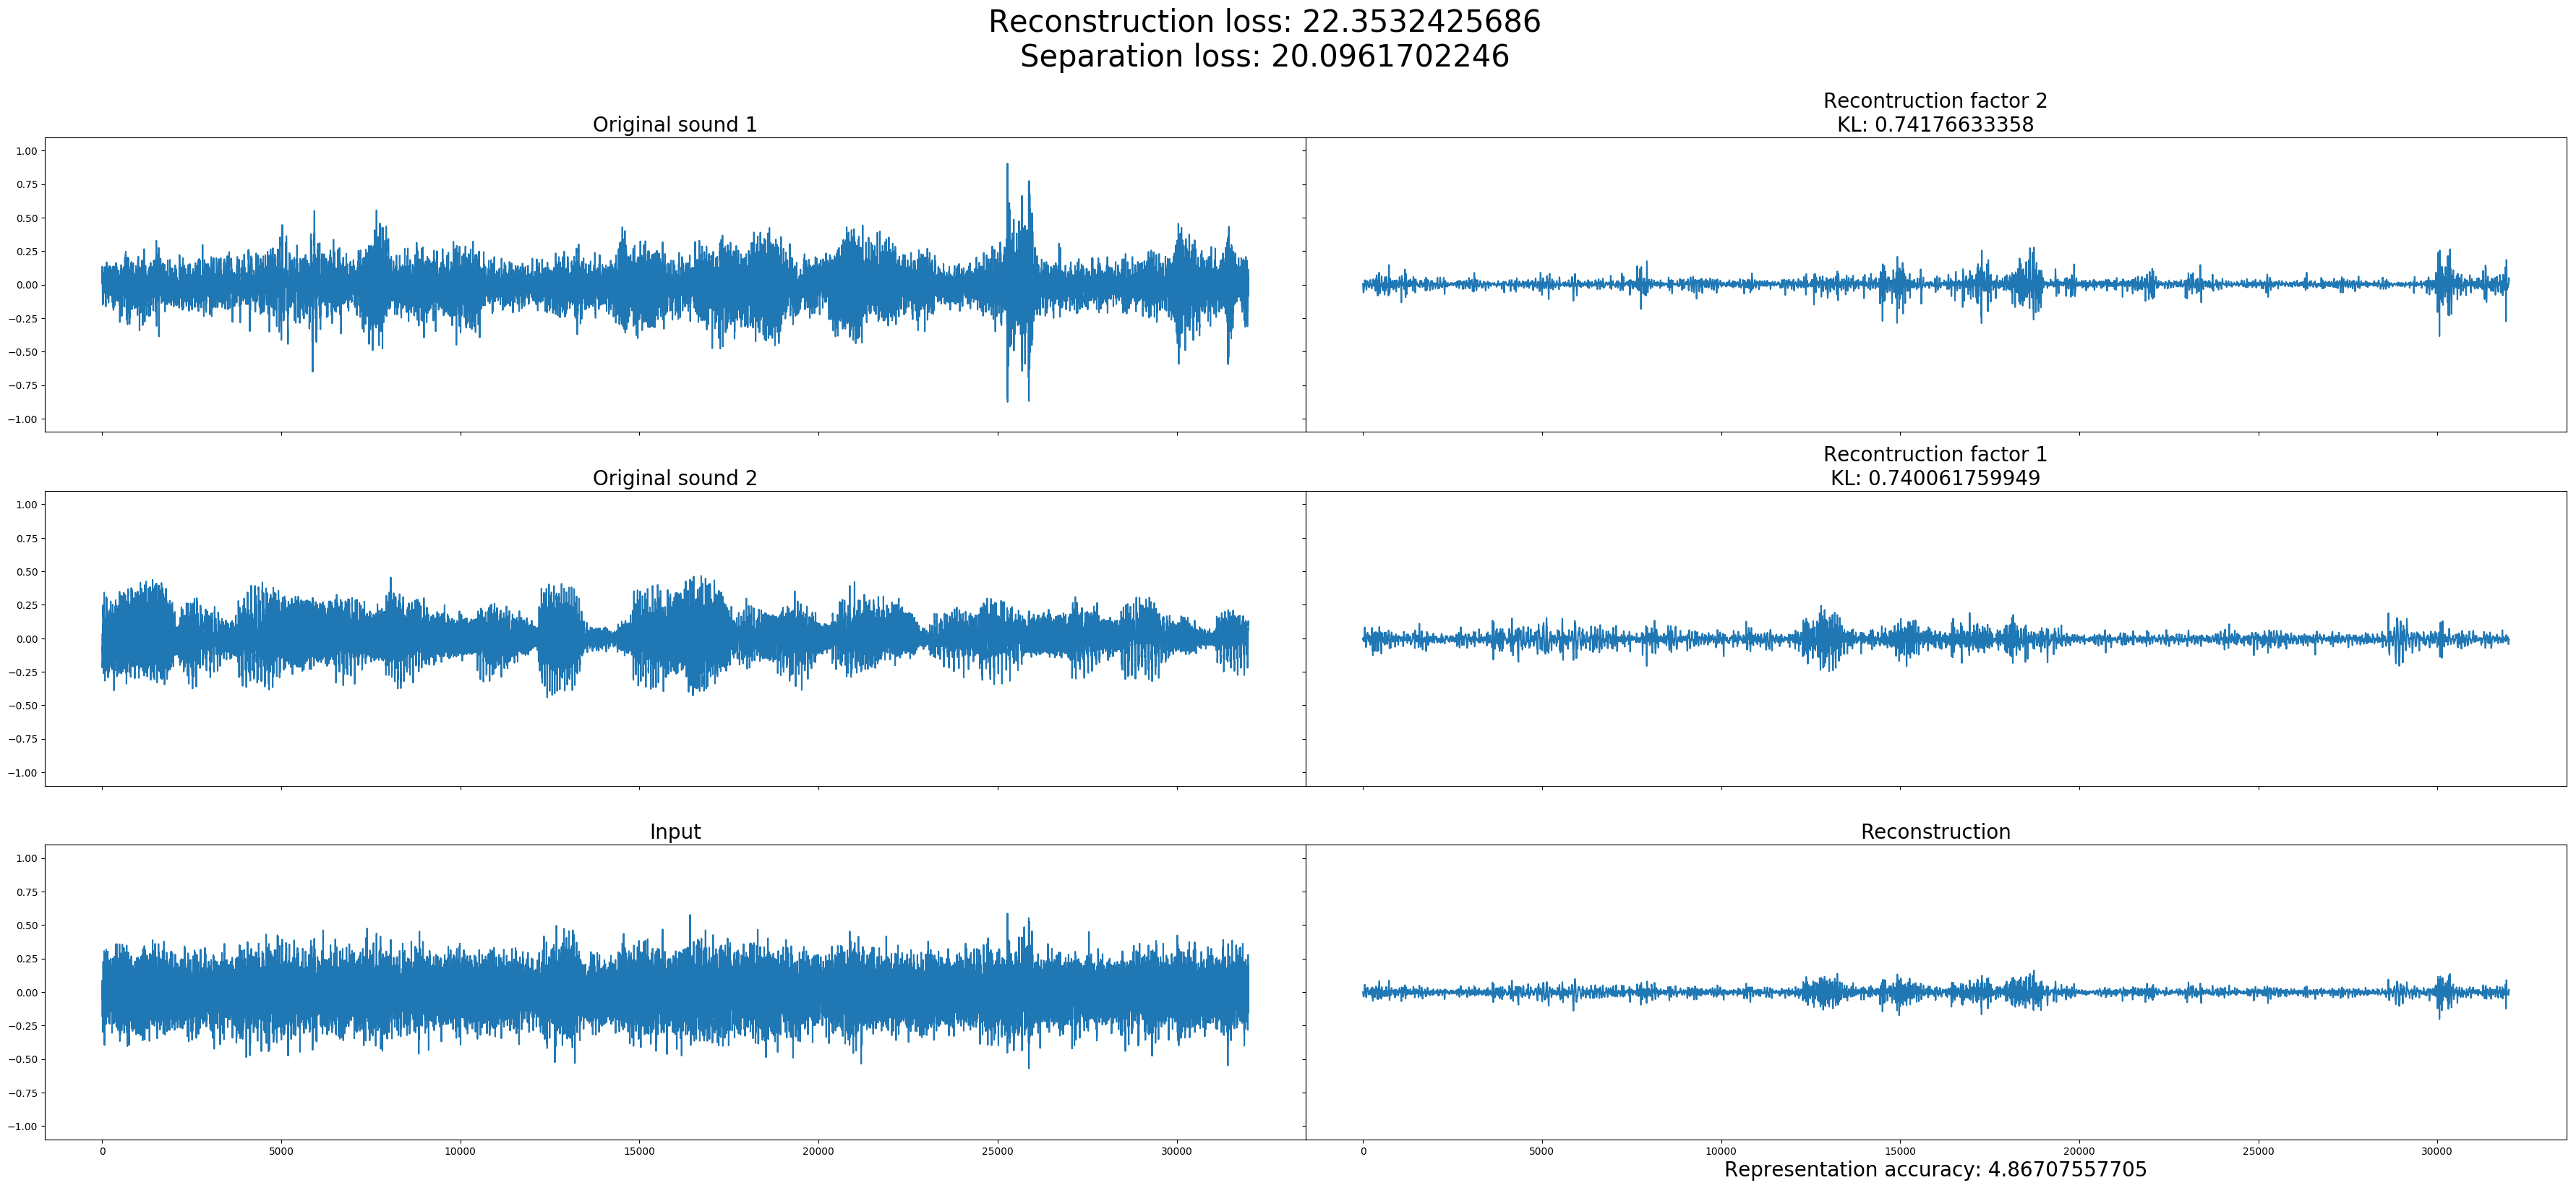 Reconstruction loss: 22.3532425686
Separation loss: 20.0961702246
Original sound 1
Recontruction factor 2
KL: 0.74176633358
1.00
0.75
0.50
0.25
0.00
−0.25
−0.50
−0.75
−1.00
Original sound 2
Recontruction factor 1
KL: 0.740061759949
1.00
0.75
0.50
0.25
0.00
−0.25
−0.50
−0.75
−1.00
Input
Reconstruction
1.00
0.75
0.50
0.25
0.00
−0.25
−0.50
−0.75
−1.00
0 5000 10000 15000 20000 25000 30000
0 5000 10000 15000 20000 25000 30000
Representation accuracy: 4.86707557705